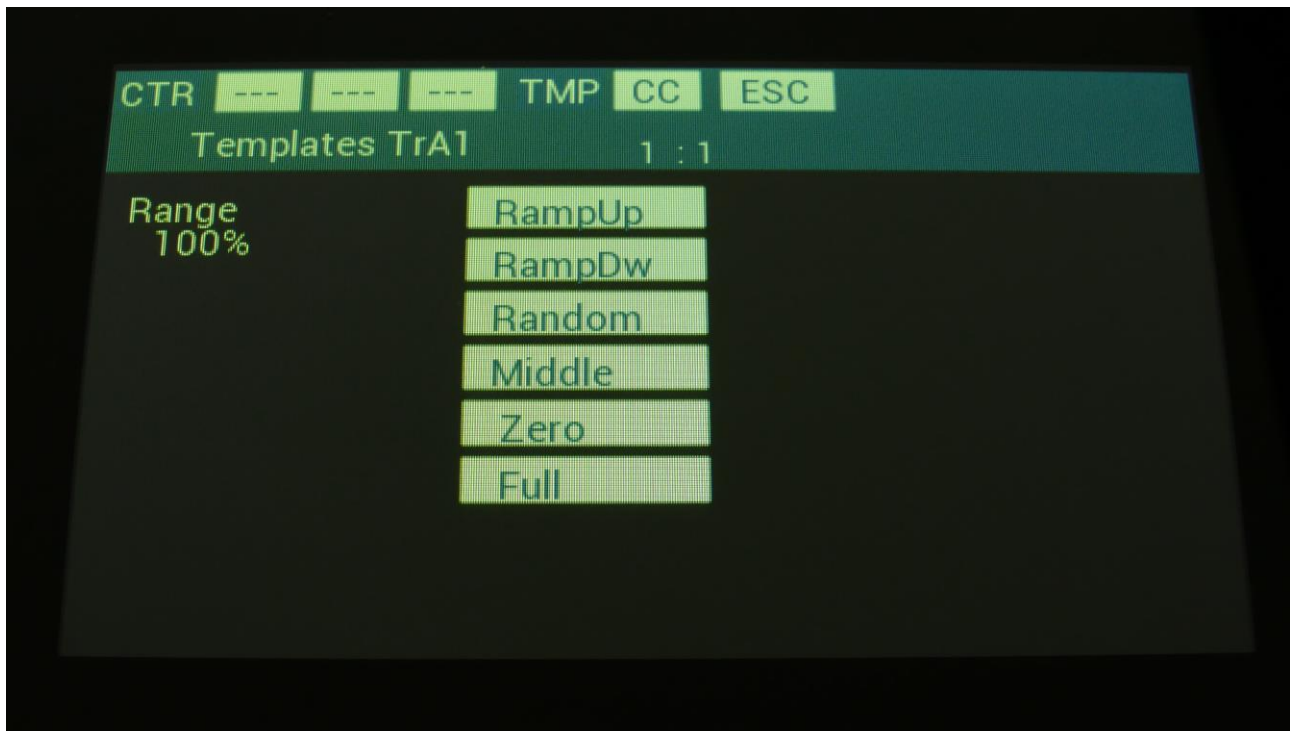 CTR --- --- --- TMP CC ESC
Templates TrA1 1 : 1
Range
100%
RampUp
RampDw
Random
Middle
Zero
Full